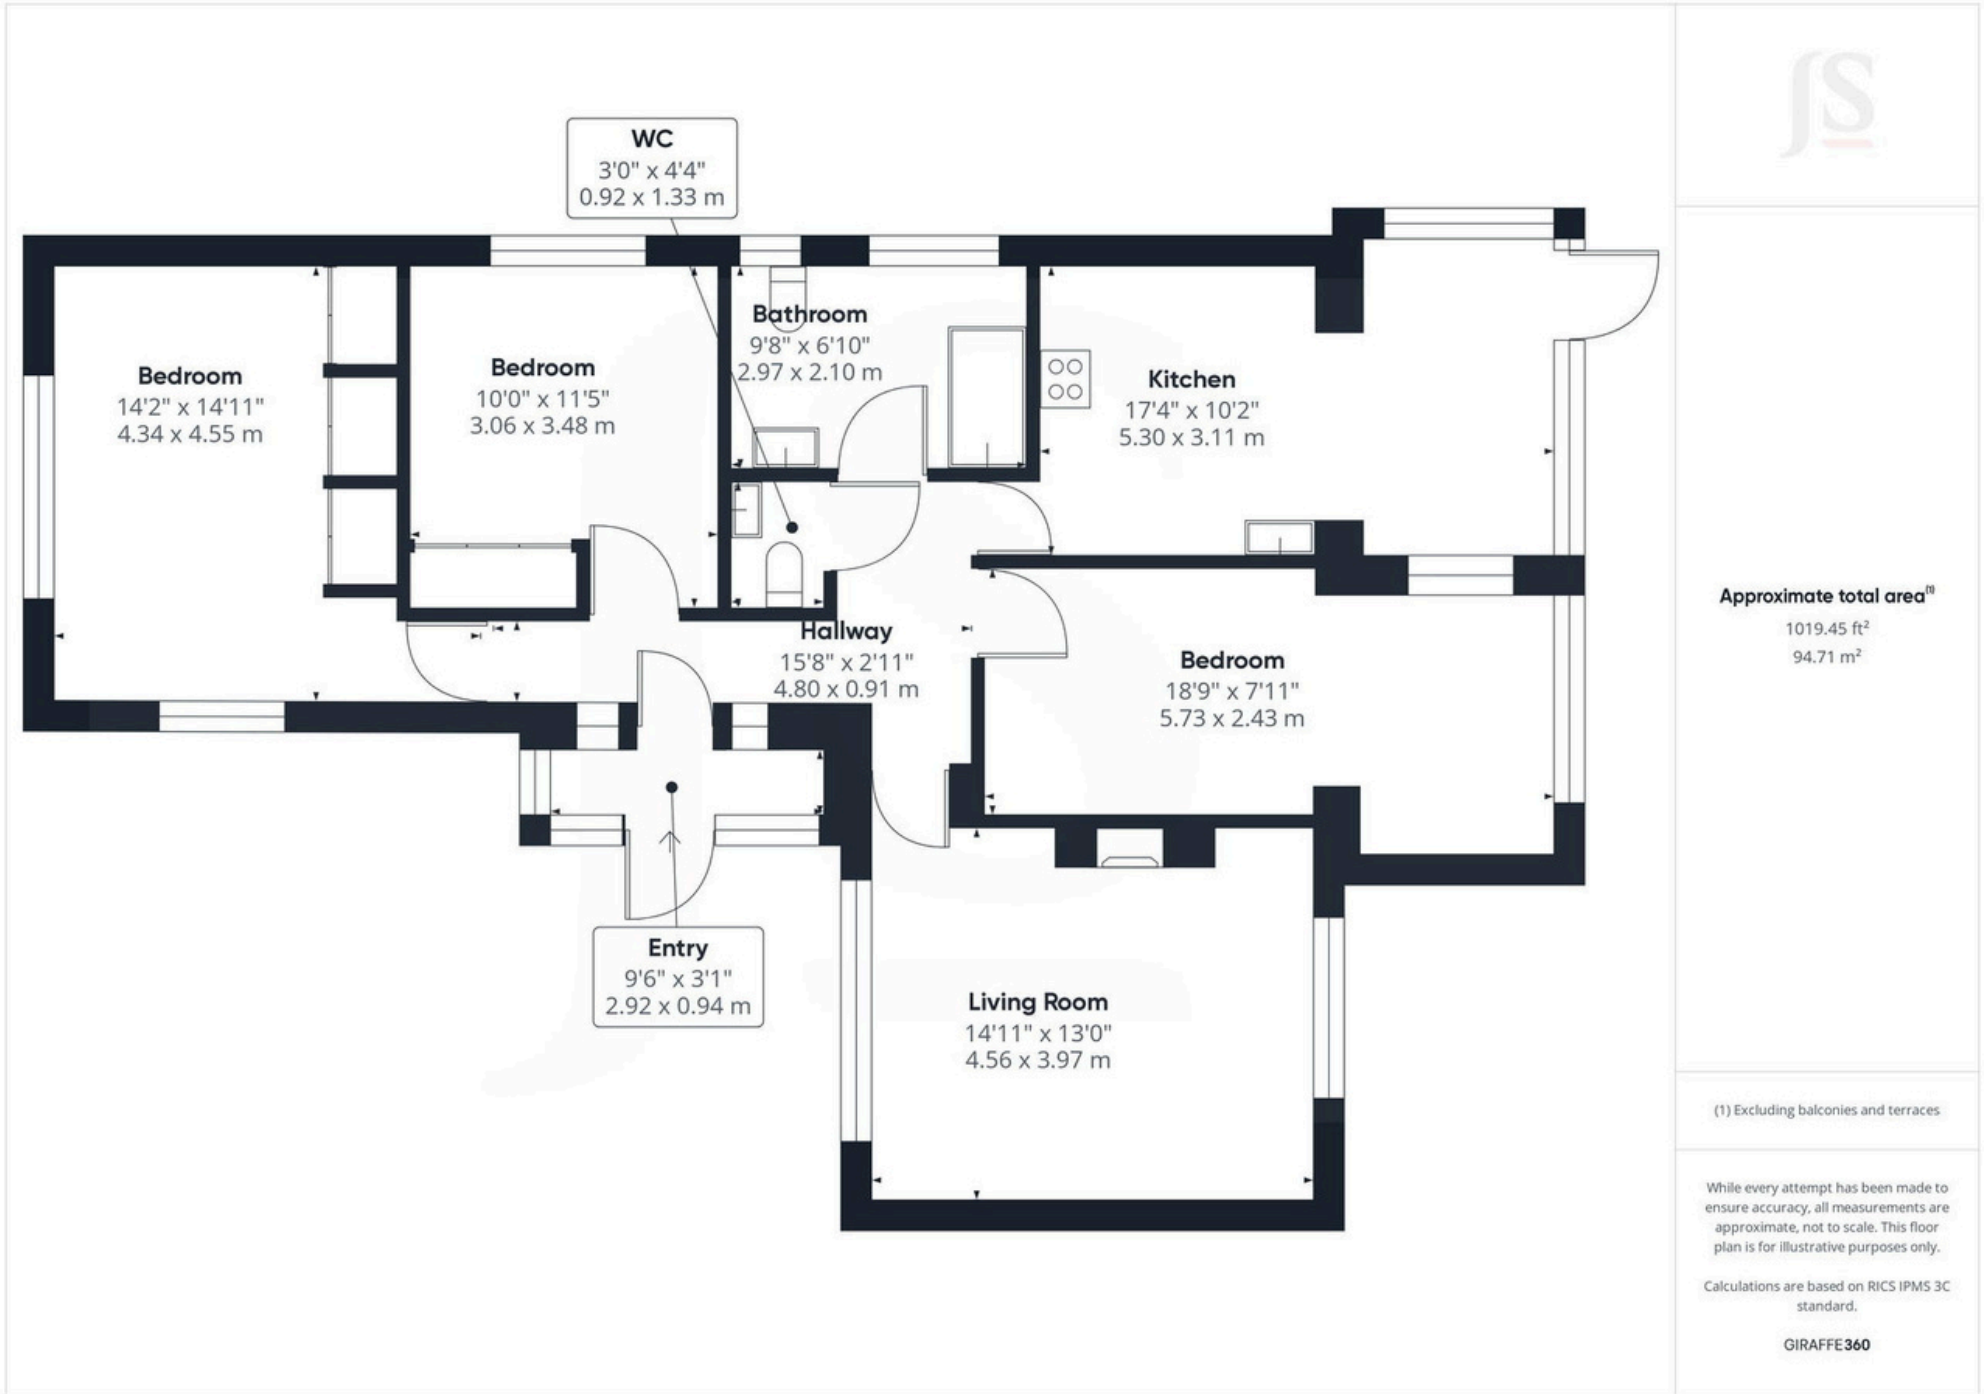 WC
3'0" x 4'4"
0.92 x 1.33 m
Bedroom
14'2" x 14'11"
4.34 x 4.55 m
Bedroom
10'0" x 11'5"
3.06 x 3.48 m
Bathroom
9'8" x 6'10"
2.97 x 2.10 m
Kitchen
17'4" x 10'2"
5.30 x 3.11 m
Hallway
15'8" x 2'11"
4.80 x 0.91 m
Bedroom
18'9" x 7'11"
5.73 x 2.43 m
Entry
9'6" x 3'1"
2.92 x 0.94 m
Living Room
14'11" x 13'0"
4.56 x 3.97 m
JS
Approximate total area(1)
1019.45 ft²
94.71 m²
(1) Excluding balconies and terraces
While every attempt has been made to
ensure accuracy, all measurements are
approximate, not to scale. This floor
plan is for illustrative purposes only.
Calculations are based on RICS IPMS 3C
standard.
GIRAFFE360